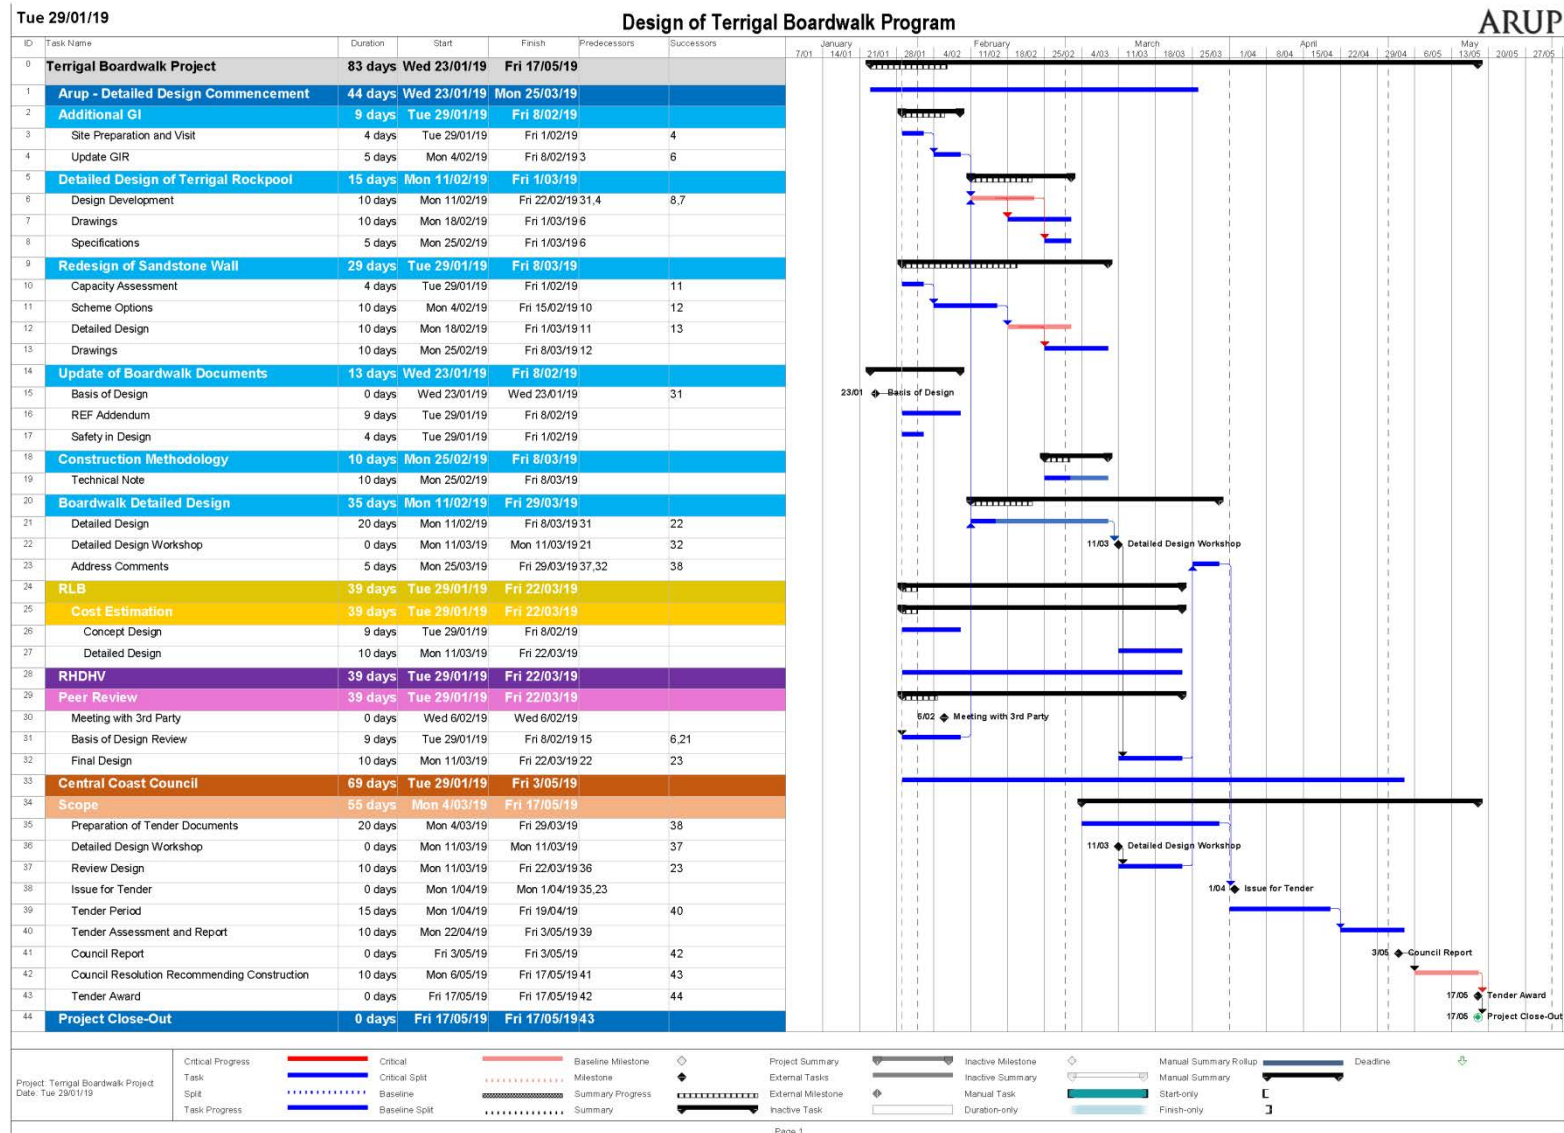 Tue 29/01/19
Design of Terrigal Boardwalk Program
ARUP
ID Task Name Duration Start Finish Predecessors Successors
January February March April May
7/01 14/01 21/01 28/01 4/02 11/02 18/02 25/02 4/03 11/03 18/03 25/03 1/04 8/04 15/04 22/04 29/04 6/05 13/05 20/05 27/05
0 Terrigal Boardwalk Project 83 days Wed 23/01/19 Fri 17/05/19
1 Arup - Detailed Design Commencement 44 days Wed 23/01/19 Mon 25/03/19
2 Additional GI 9 days Tue 29/01/19 Fri 8/02/19
3 Site Preparation and Visit 4 days Tue 29/01/19 Fri 1/02/19 4
4 Update GIR 5 days Mon 4/02/19 Fri 8/02/19 3 6
5 Detailed Design of Terrigal Rockpool 15 days Mon 11/02/19 Fri 1/03/19
6 Design Development 10 days Mon 11/02/19 Fri 22/02/19 31,4 8,7
7 Drawings 10 days Mon 18/02/19 Fri 1/03/19 6
8 Specifications 5 days Mon 25/02/19 Fri 1/03/19 6
9 Redesign of Sandstone Wall 29 days Tue 29/01/19 Fri 8/03/19
10 Capacity Assessment 4 days Tue 29/01/19 Fri 1/02/19 11
11 Scheme Options 10 days Mon 4/02/19 Fri 15/02/19 10 12
12 Detailed Design 10 days Mon 18/02/19 Fri 1/03/19 11 13
13 Drawings 10 days Mon 25/02/19 Fri 8/03/19 12
14 Update of Boardwalk Documents 13 days Wed 23/01/19 Fri 8/02/19
15 Basis of Design 0 days Wed 23/01/19 Wed 23/01/19 31 23/01 Basis of Design
16 REF Addendum 9 days Tue 29/01/19 Fri 8/02/19
17 Safety in Design 4 days Tue 29/01/19 Fri 1/02/19
18 Construction Methodology 10 days Mon 25/02/19 Fri 8/03/19
19 Technical Note 10 days Mon 25/02/19 Fri 8/03/19
20 Boardwalk Detailed Design 35 days Mon 11/02/19 Fri 29/03/19
21 Detailed Design 20 days Mon 11/02/19 Fri 8/03/19 31 22
22 Detailed Design Workshop 0 days Mon 11/03/19 Mon 11/03/19 21 32 11/03 Detailed Design Workshop
23 Address Comments 5 days Mon 25/03/19 Fri 29/03/19 37,32 38
24 RLB 39 days Tue 29/01/19 Fri 22/03/19
25 Cost Estimation 39 days Tue 29/01/19 Fri 22/03/19
26 Concept Design 9 days Tue 29/01/19 Fri 8/02/19
27 Detailed Design 10 days Mon 11/03/19 Fri 22/03/19
28 RHDHV 39 days Tue 29/01/19 Fri 22/03/19
29 Peer Review 39 days Tue 29/01/19 Fri 22/03/19
30 Meeting with 3rd Party 0 days Wed 6/02/19 Wed 6/02/19 6/02 Meeting with 3rd Party
31 Basis of Design Review 9 days Tue 29/01/19 Fri 8/02/19 15 6,21
32 Final Design 10 days Mon 11/03/19 Fri 22/03/19 22 23
33 Central Coast Council 69 days Tue 29/01/19 Fri 3/05/19
34 Scope 55 days Mon 4/03/19 Fri 17/05/19
35 Preparation of Tender Documents 20 days Mon 4/03/19 Fri 29/03/19 38
36 Detailed Design Workshop 0 days Mon 11/03/19 Mon 11/03/19 37 11/03 Detailed Design Workshop
37 Review Design 10 days Mon 11/03/19 Fri 22/03/19 36 23
38 Issue for Tender 0 days Mon 1/04/19 Mon 1/04/19 35,23 1/04 Issue for Tender
39 Tender Period 15 days Mon 1/04/19 Fri 19/04/19 40
40 Tender Assessment and Report 10 days Mon 22/04/19 Fri 3/05/19 39
41 Council Report 0 days Fri 3/05/19 Fri 3/05/19 42 3/05 Council Report
42 Council Resolution Recommending Construction 10 days Mon 6/05/19 Fri 17/05/19 41 43
43 Tender Award 0 days Fri 17/05/19 Fri 17/05/19 42 44 17/05 Tender Award
44 Project Close-Out 0 days Fri 17/05/19 Fri 17/05/19 43 17/05 Project Close-Out
Project: Terrigal Boardwalk Project
Date: Tue 29/01/19
Critical Progress Critical Baseline Milestone Project Summary Inactive Milestone Manual Summary Rollup Deadline
Task Critical Split Milestone External Tasks Inactive Summary Manual Summary
Split Baseline Summary Progress External Milestone Manual Task Start-only
Task Progress Baseline Split Summary Inactive Task Duration-only Finish-only
Page 1